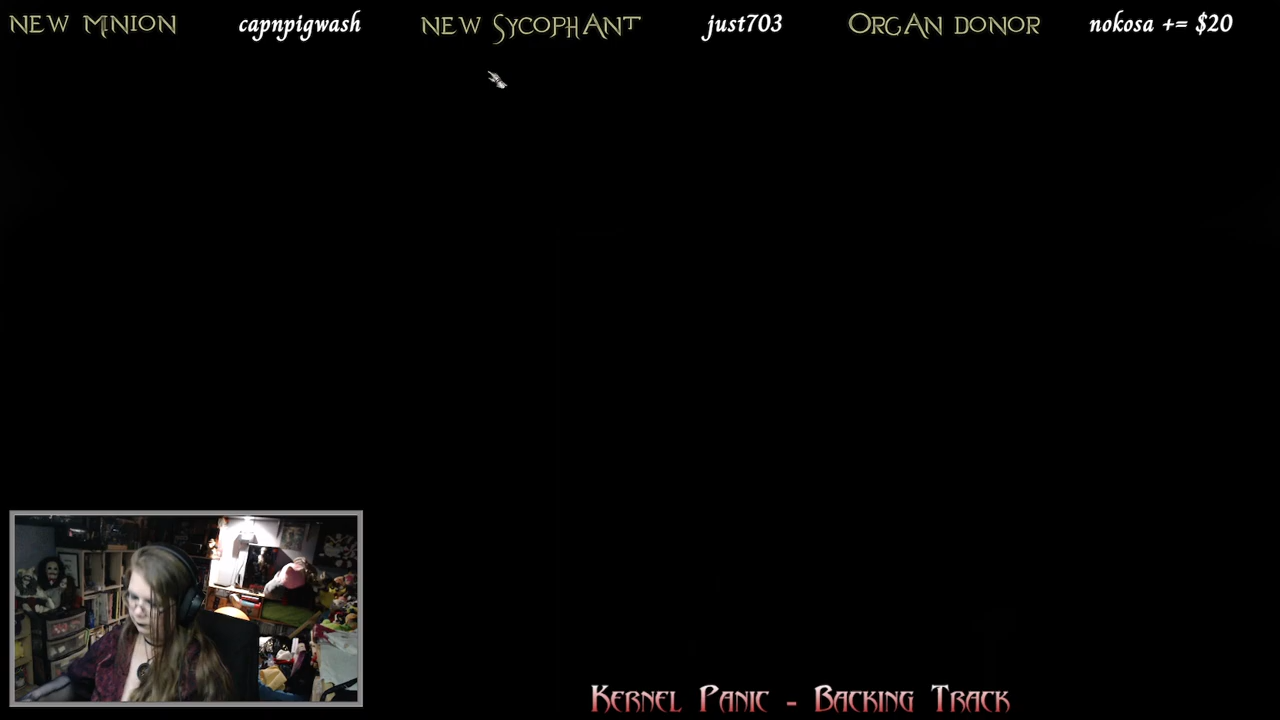 New Minion capnpigwash New Sycophant just703 Organ donor nokosa += $20
Kernel Panic - Backing Track